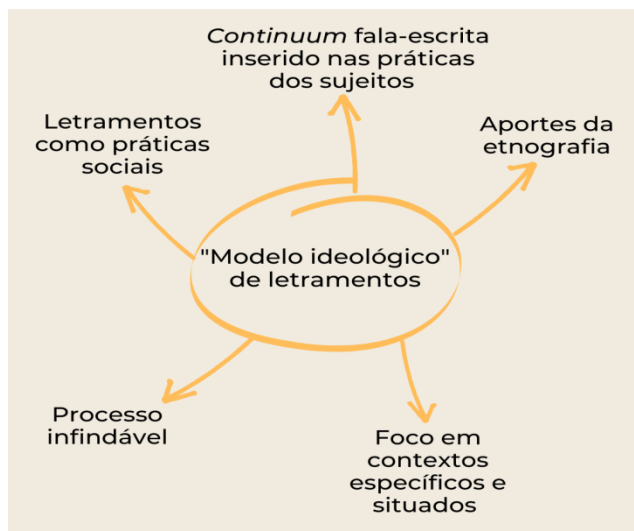 Continuum fala-escrita
inserido nas práticas
dos sujeitos
Letramentos
como práticas
sociais
Aportes da
etnografia
"Modelo ideológico"
de letramentos
Processo
infindável
Foco em
contextos
específicos e
situados